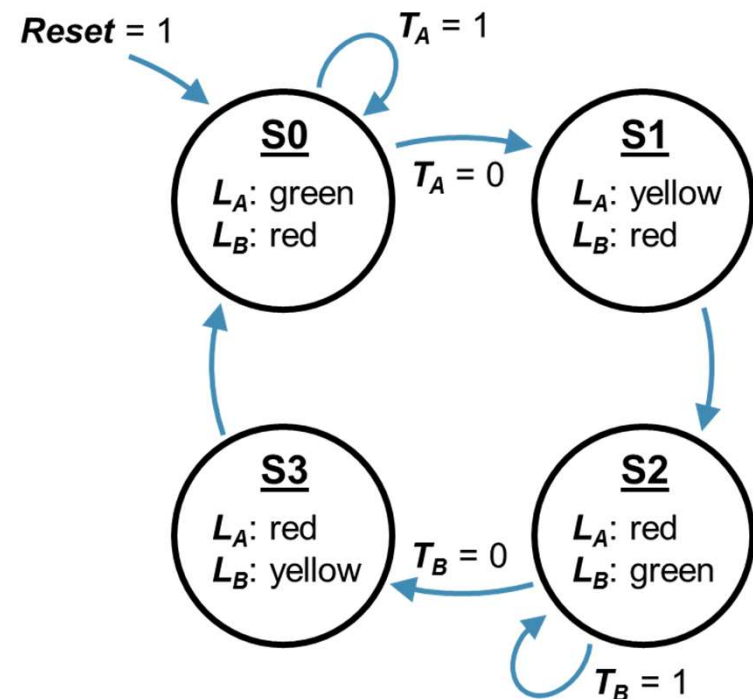 Reset = 1
T_A = 1
S0
L_A: green
L_B: red
T_A = 0
S1
L_A: yellow
L_B: red
S3
L_A: red
L_B: yellow
T_B = 0
S2
L_A: red
L_B: green
T_B = 1